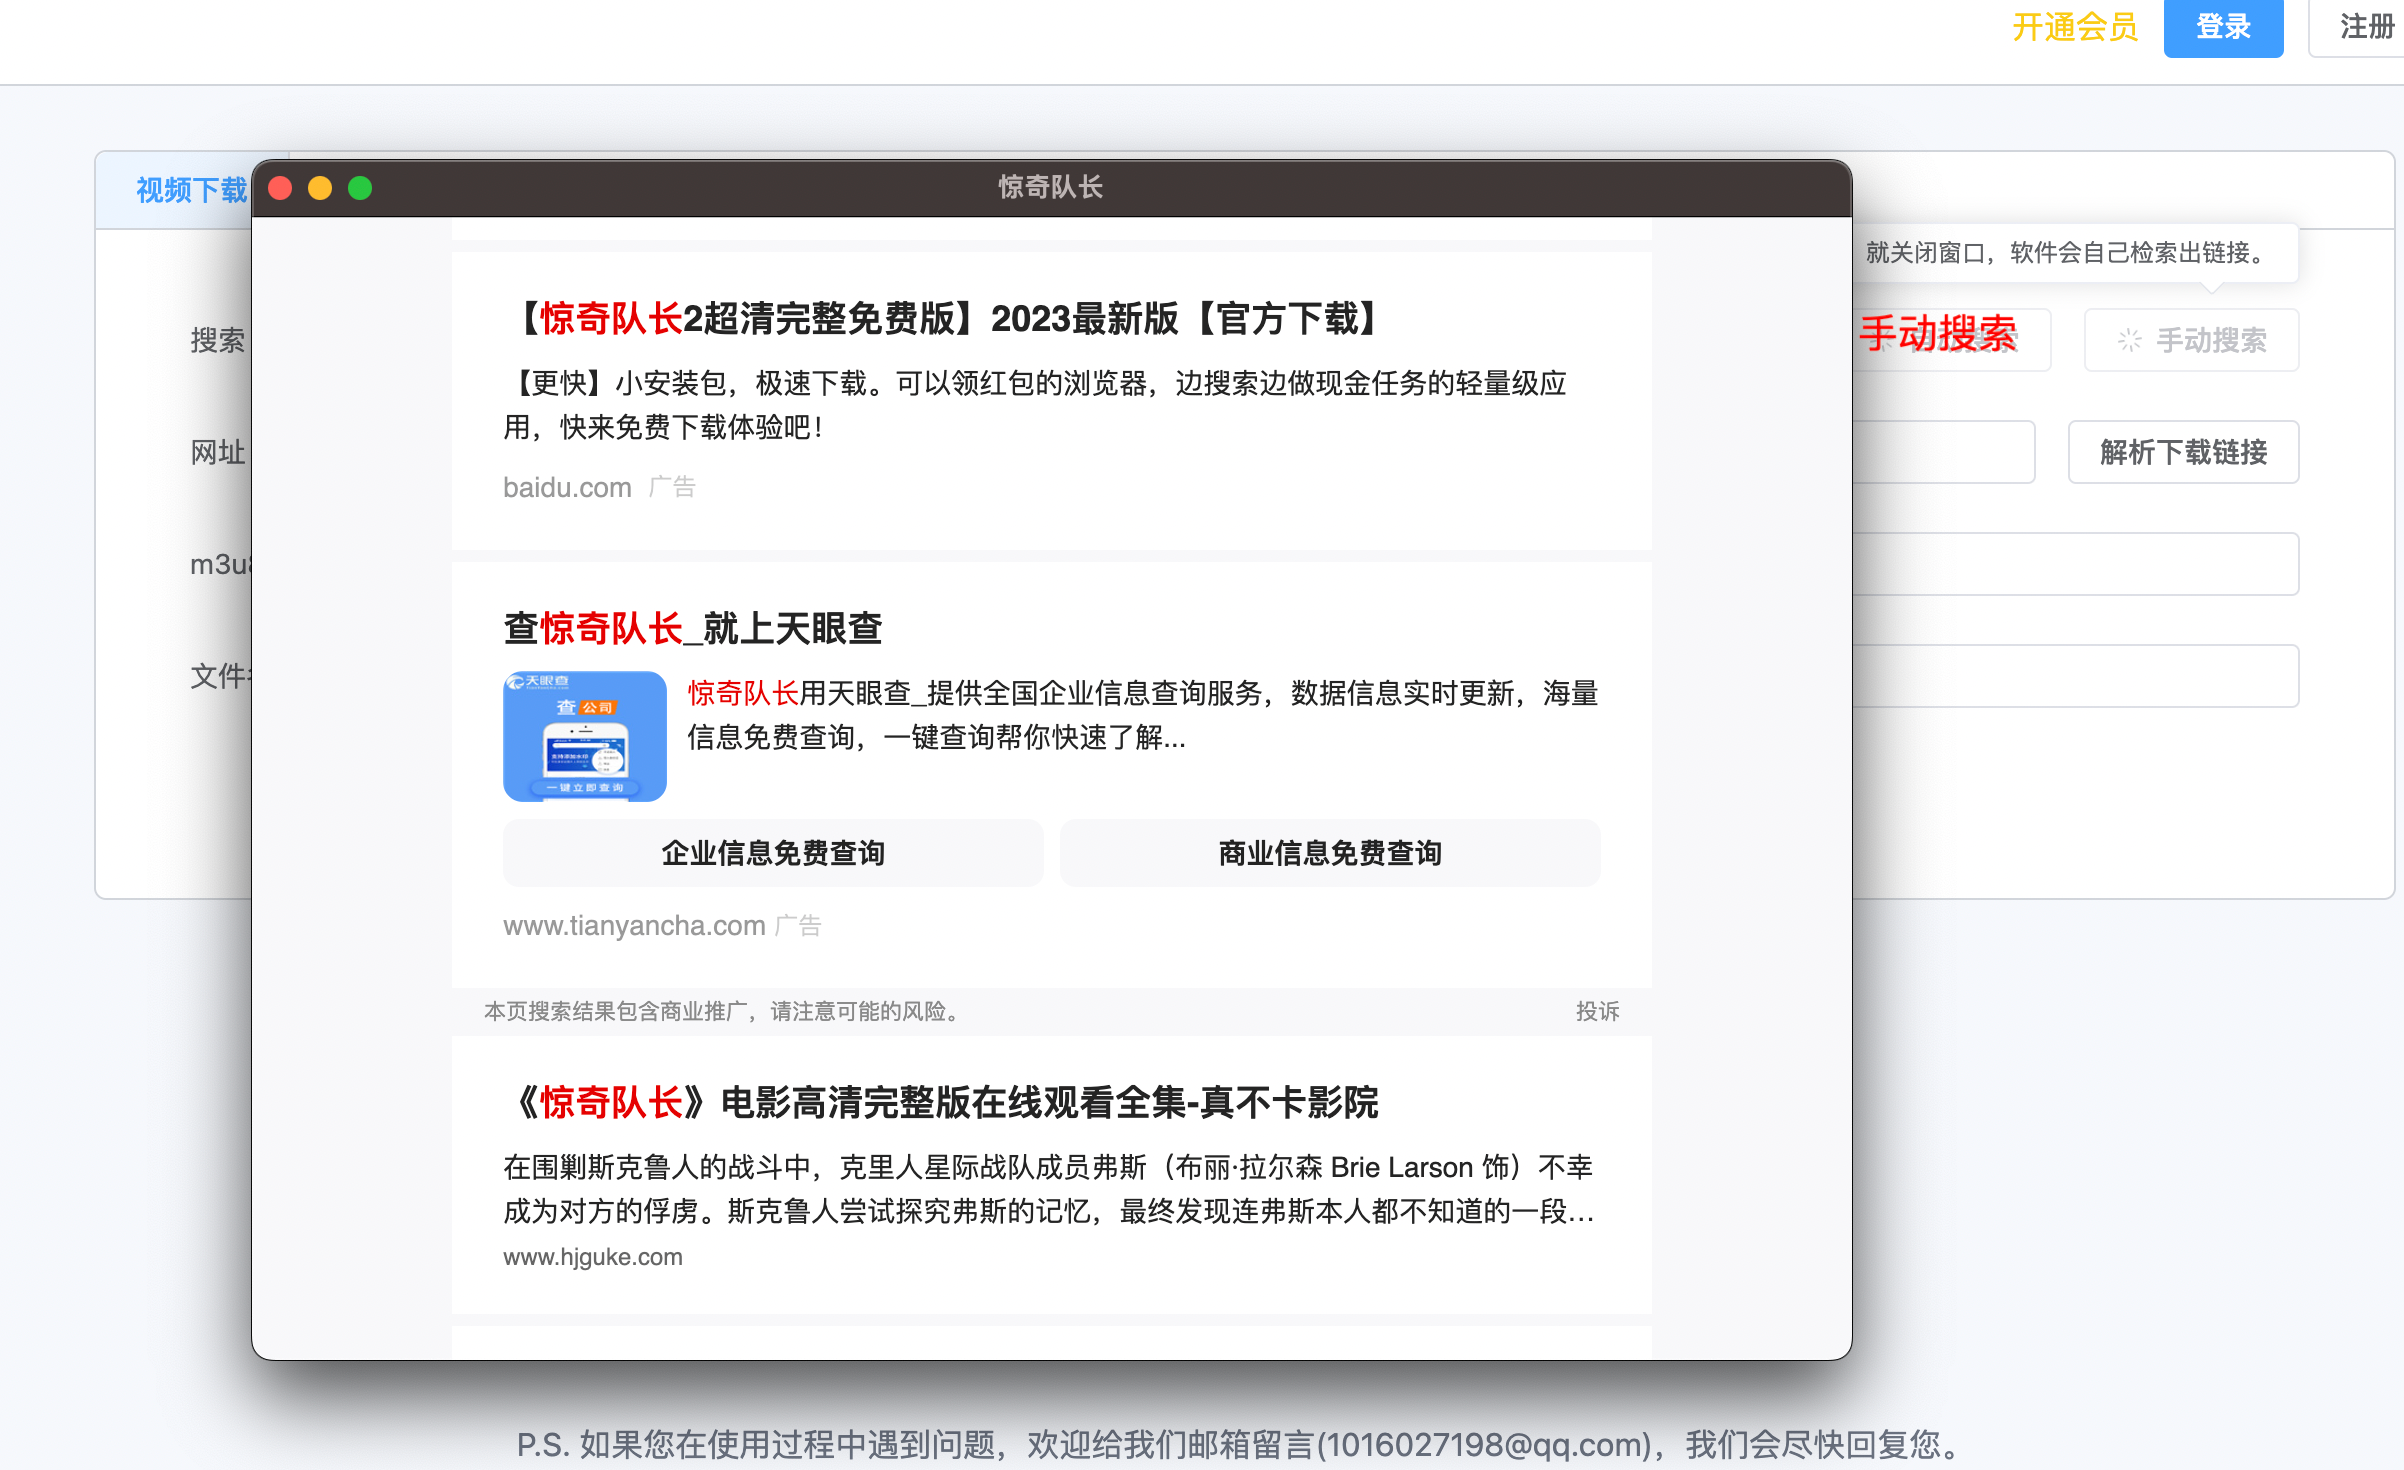 开通会员
登录
注册
视频下载
惊奇队长
就关闭窗口，软件会自己检索出链接。
搜索
手动搜索
手动搜索
网址
解析下载链接
【惊奇队长2超清完整免费版】2023最新版【官方下载】
【更快】小安装包，极速下载。可以领红包的浏览器，边搜索边做现金任务的轻量级应
用，快来免费下载体验吧！
baidu.com 广告
m3u8
文件
查惊奇队长_就上天眼查
天眼查
查公司
一键立即查询
惊奇队长用天眼查_提供全国企业信息查询服务，数据信息实时更新，海量
信息免费查询，一键查询帮你快速了解...
企业信息免费查询
商业信息免费查询
www.tianyancha.com 广告
本页搜索结果包含商业推广，请注意可能的风险。
投诉
《惊奇队长》电影高清完整版在线观看全集-真不卡影院
在围剿斯克鲁人的战斗中，克里人星际战队成员弗斯（布丽·拉尔森 Brie Larson 饰）不幸
成为对方的俘虏。斯克鲁人尝试探究弗斯的记忆，最终发现连弗斯本人都不知道的一段…
www.hjguke.com
P.S. 如果您在使用过程中遇到问题，欢迎给我们邮箱留言(1016027198@qq.com)，我们会尽快回复您。